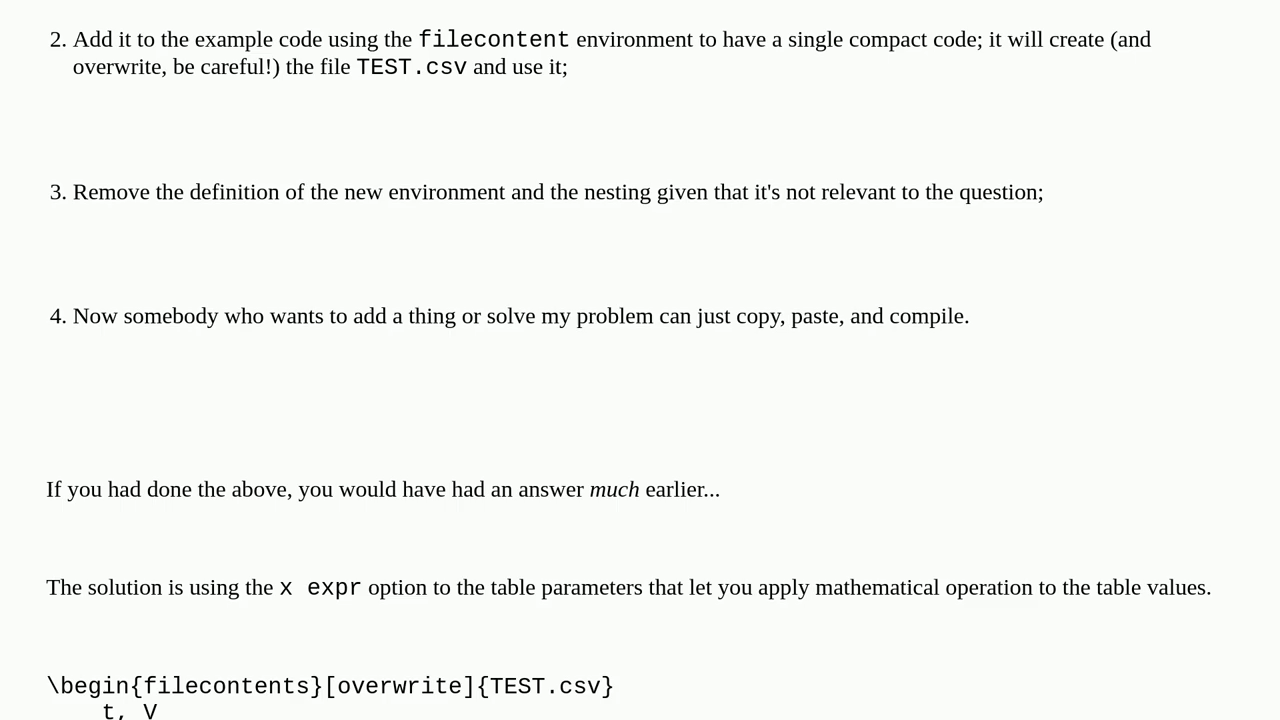 2. Add it to the example code using the filecontent environment to have a single compact code; it will create (and
overwrite, be careful!) the file TEST.csv and use it;
3. Remove the definition of the new environment and the nesting given that it's not relevant to the question;
4. Now somebody who wants to add a thing or solve my problem can just copy, paste, and compile.
If you had done the above, you would have had an answer much earlier...
The solution is using the x expr option to the table parameters that let you apply mathematical operation to the table values.
\begin{filecontents}[overwrite]{TEST.csv}
t, V